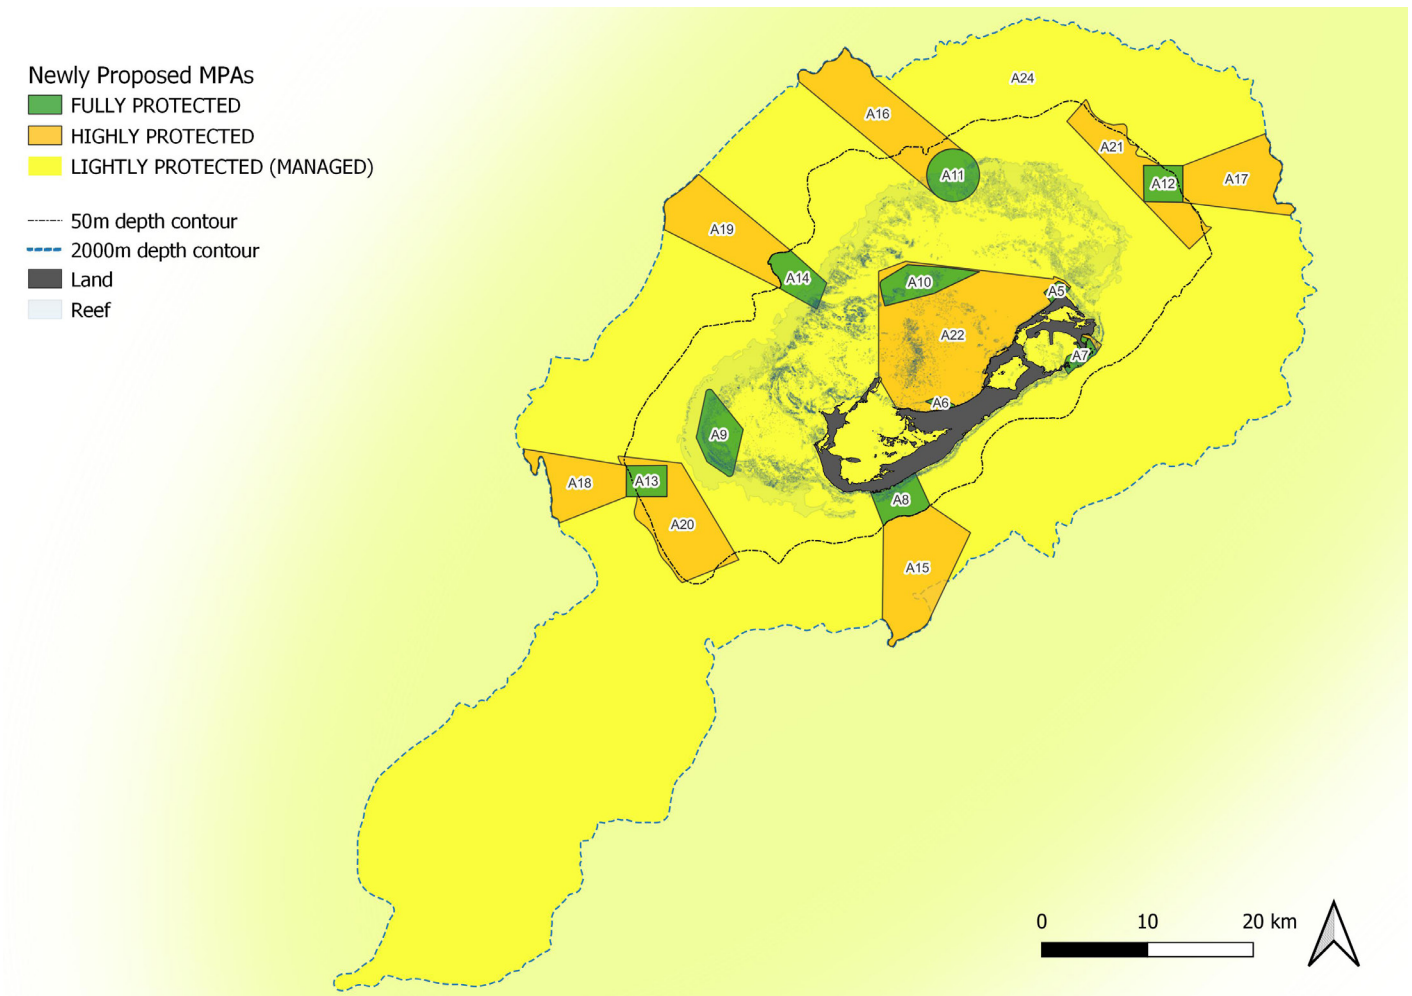 Newly Proposed MPAs
FULLY PROTECTED
HIGHLY PROTECTED
LIGHTLY PROTECTED (MANAGED)
50m depth contour
2000m depth contour
Land
Reef
A24
A16
A21
A11
A12
A17
A19
A14
A10
A5
A22
A7
A6
A9
A13
A18
A8
A20
A15
0 10 20 km